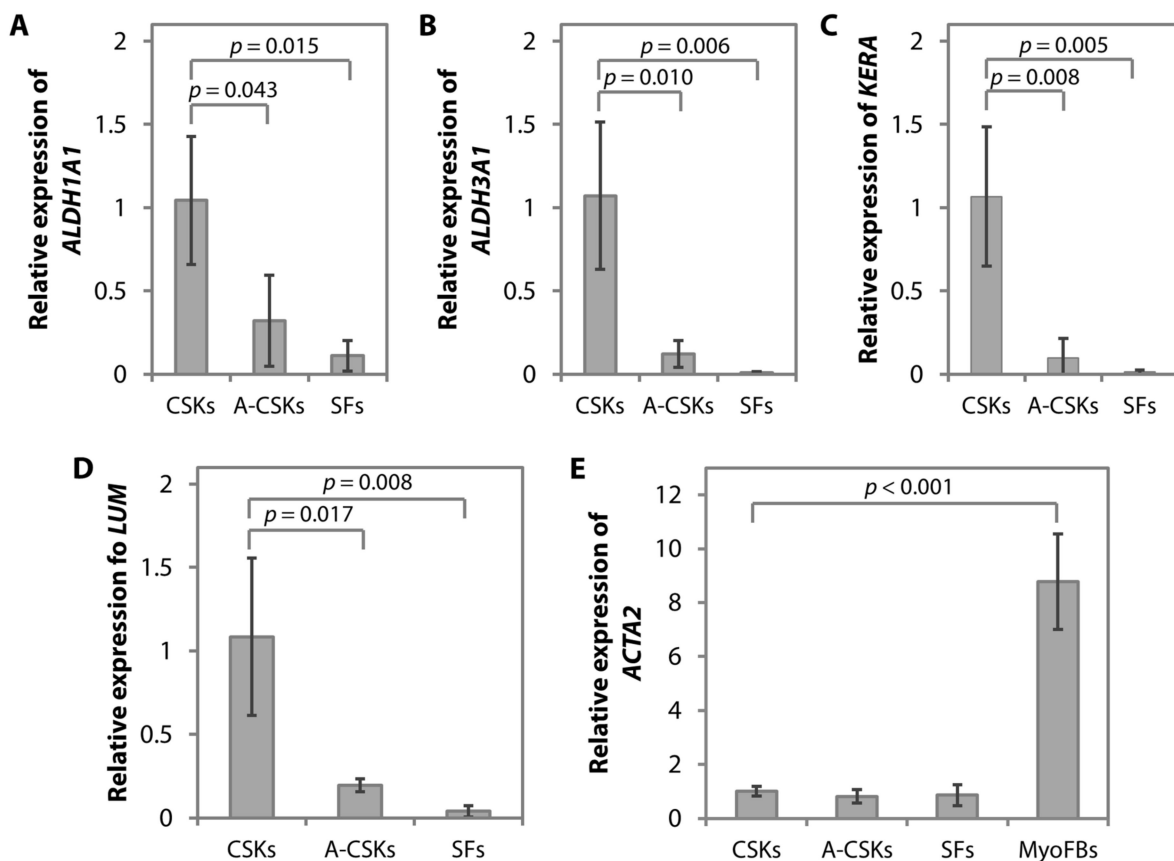 A
Relative expression of
ALDH1A1
2
1.5
1
0.5
0
p = 0.015
p = 0.043
CSKs A-CSKs SFs
B
Relative expression of
ALDH3A1
2
1.5
1
0.5
0
p = 0.006
p = 0.010
CSKs A-CSKs SFs
C
Relative expression of KERA
2
1.5
1
0.5
0
p = 0.005
p = 0.008
CSKs A-CSKs SFs
D
Relative expression fo LUM
2
1.5
1
0.5
0
p = 0.008
p = 0.017
CSKs A-CSKs SFs
E
Relative expression of
ACTA2
12
10
8
6
4
2
0
p < 0.001
CSKs A-CSKs SFs MyoFBs